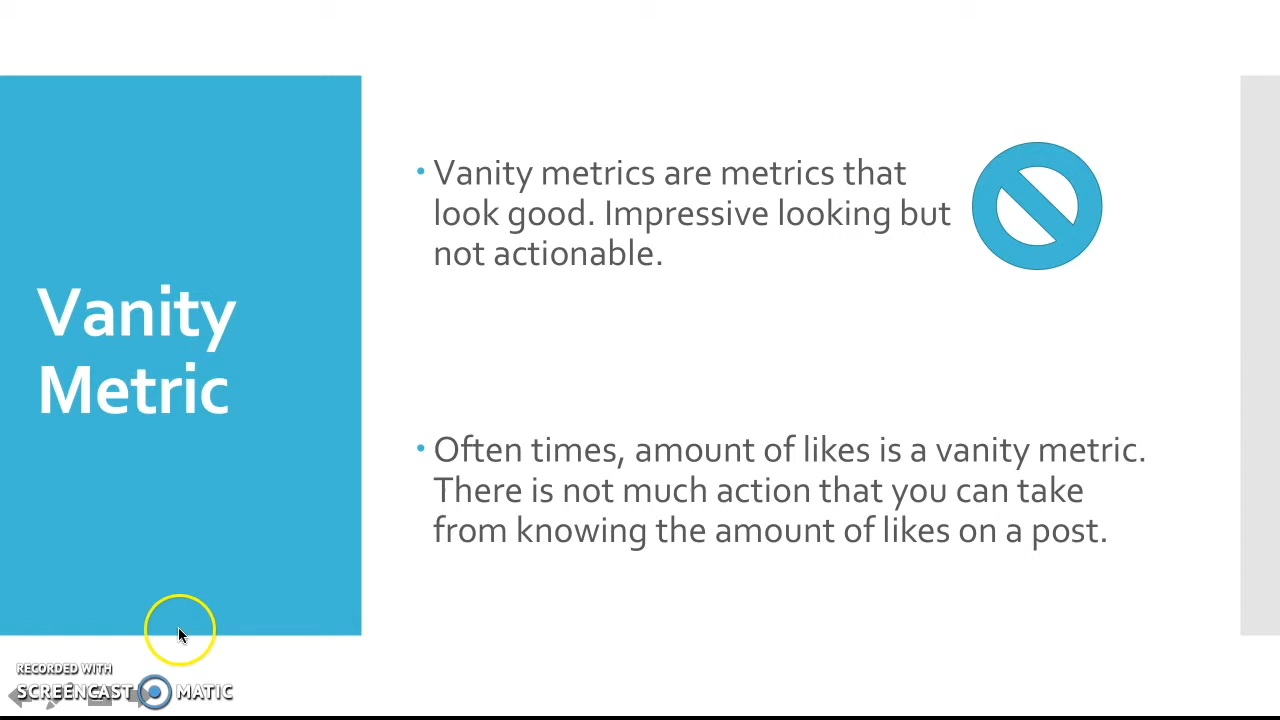 Vanity
Metric
• Vanity metrics are metrics that
look good. Impressive looking but
not actionable.
• Often times, amount of likes is a vanity metric.
There is not much action that you can take
from knowing the amount of likes on a post.
RECORDED WITH
SCREENCAST MATIC